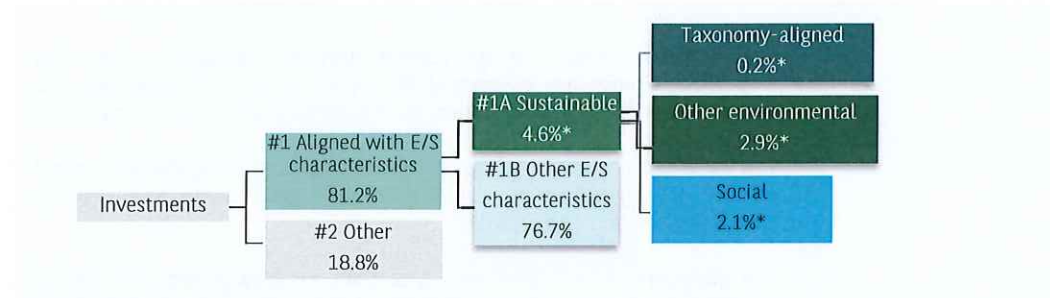 Investments
#1 Aligned with E/S
characteristics
81.2%
#2 Other
18.8%
#1A Sustainable
4.6%*
#1B Other E/S
characteristics
76.7%
Taxonomy-aligned
0.2%*
Other environmental
2.9%*
Social
2.1%*